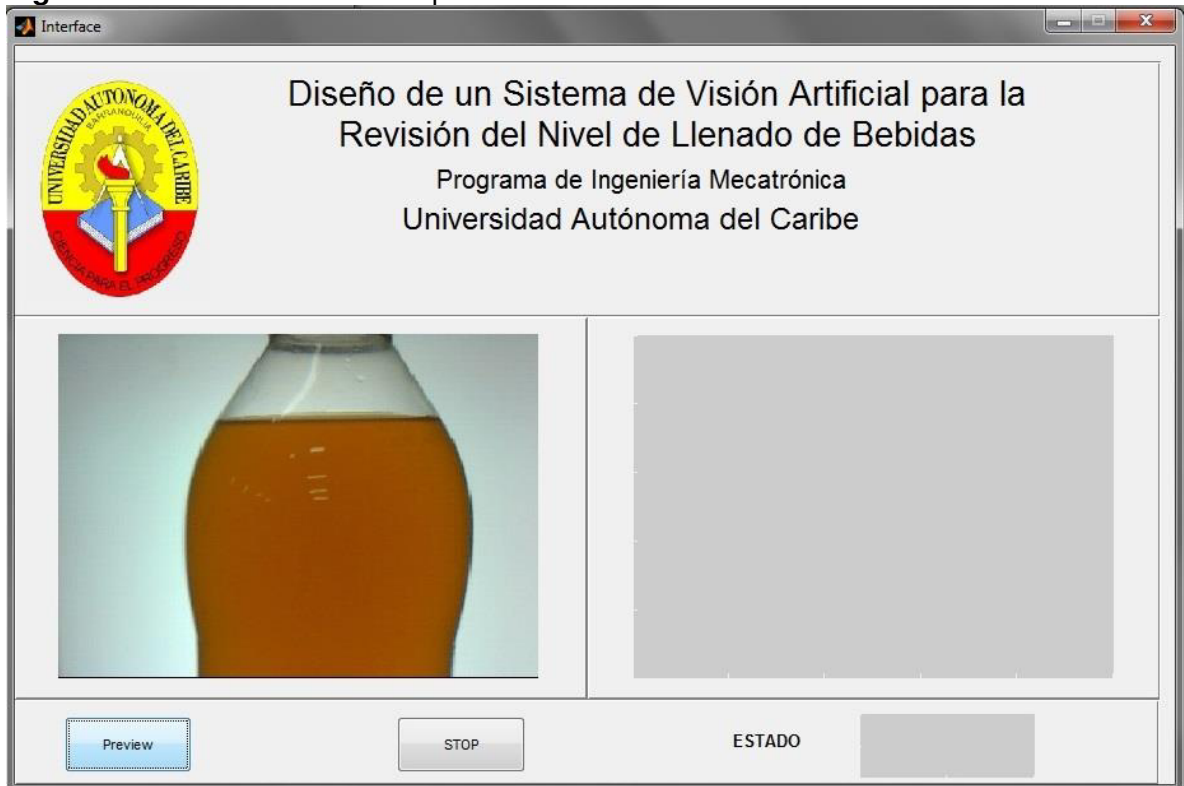 Interface
Diseño de un Sistema de Visión Artificial para la
Revisión del Nivel de Llenado de Bebidas
Programa de Ingeniería Mecatrónica
Universidad Autónoma del Caribe
UNIVERSIDAD AUTONOMA DEL CARIBE
BARRANQUILLA
CIENCIA PARA EL PROGRESO
Preview
STOP
ESTADO